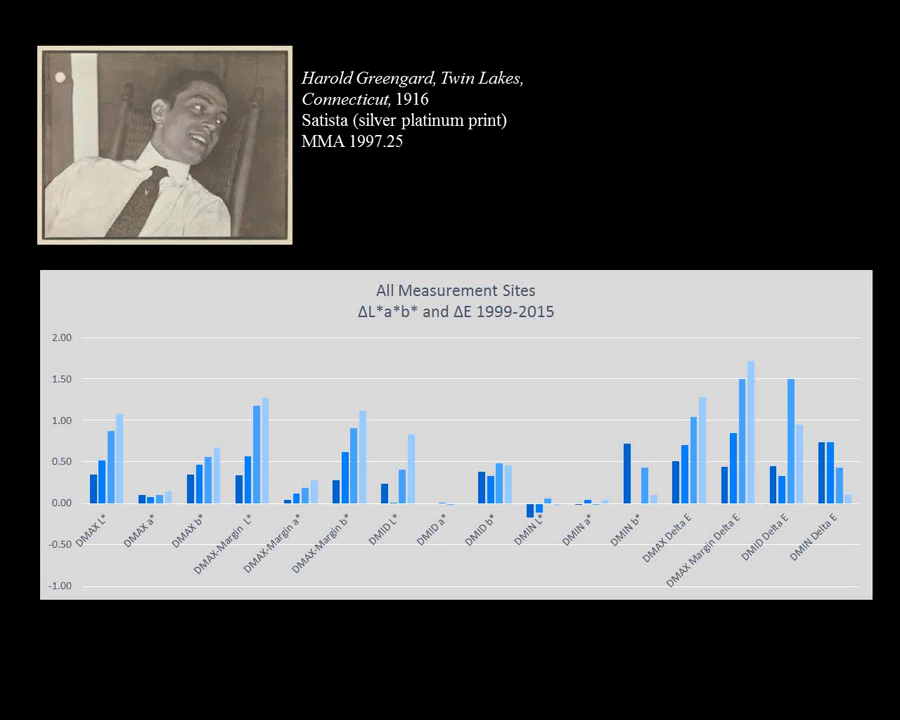 Harold Greengard, Twin Lakes,
Connecticut, 1916
Satista (silver platinum print)
MMA 1997.25
All Measurement Sites
ΔL*a*b* and ΔE 1999-2015
2.00
1.50
1.00
0.50
0.00
-0.50
-1.00
DMAX L*
DMAX a*
DMAX b*
DMAX-Margin L*
DMAX-Margin a*
DMAX-Margin b*
DMID L*
DMID a*
DMID b*
DMIN L*
DMIN a*
DMIN b*
DMAX Delta E
DMAX Margin Delta E
DMID Delta E
DMIN Delta E